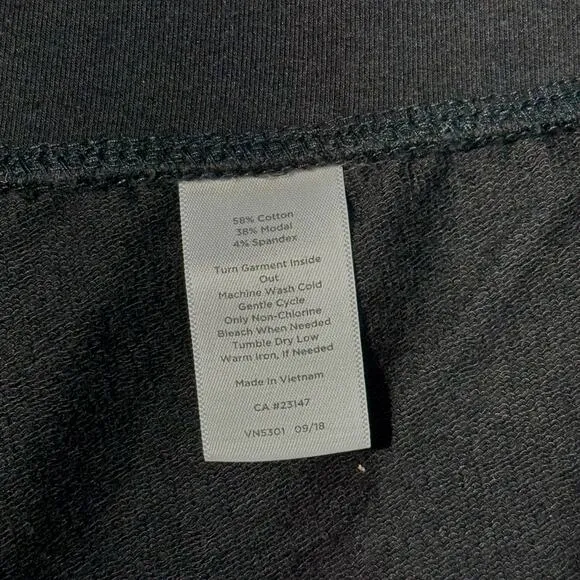 58% Cotton
38% Modal
4% Spandex
Turn Garment Inside
Out
Machine Wash Cold
Gentle Cycle
Only Non-Chlorine
Bleach When Needed
Tumble Dry Low
Warm Iron, If Needed
Made In Vietnam
CA #23147
VN5301 09/18